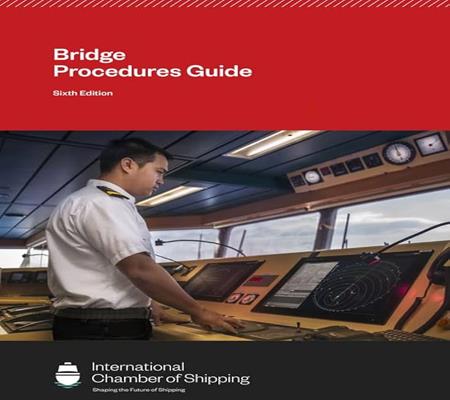 Bridge
Procedures Guide
Sixth Edition
International
Chamber of Shipping
Shaping the Future of Shipping